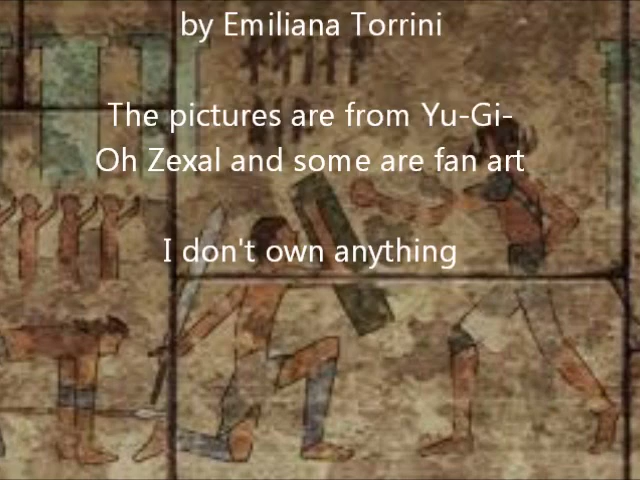 by Emiliana Torrini
The pictures are from Yu-Gi-
Oh Zexal and some are fan art
I don't own anything